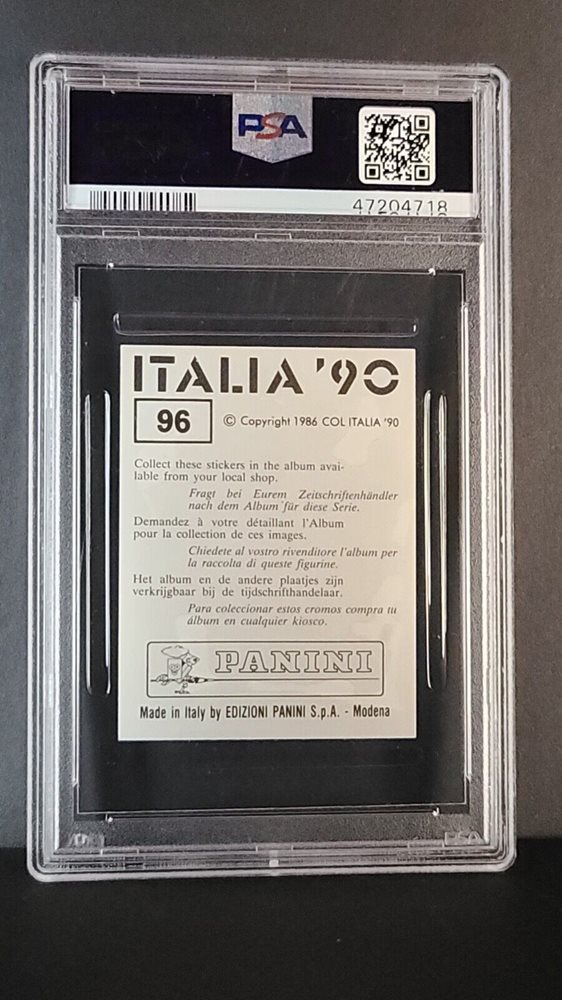 PSA
47204718
ITALIA '90
96
© Copyright 1986 COL ITALIA '90
Collect these stickers in the album avai-
lable from your local shop.
Fragt bei Eurem Zeitschriftenhändler
nach dem Album für diese Serie.
Demandez à votre détaillant l'Album
pour la collection de ces images.
Chiedete al vostro rivenditore l'album per
la raccolta di queste figurine.
Het album en de andere plaatjes zijn
verkrijgbaar bij de tijdschrifthandelaar.
Para coleccionar estos cromos compra tu
álbum en cualquier kiosco.
PANINI
Made in Italy by EDIZIONI PANINI S.p.A. - Modena
PSA